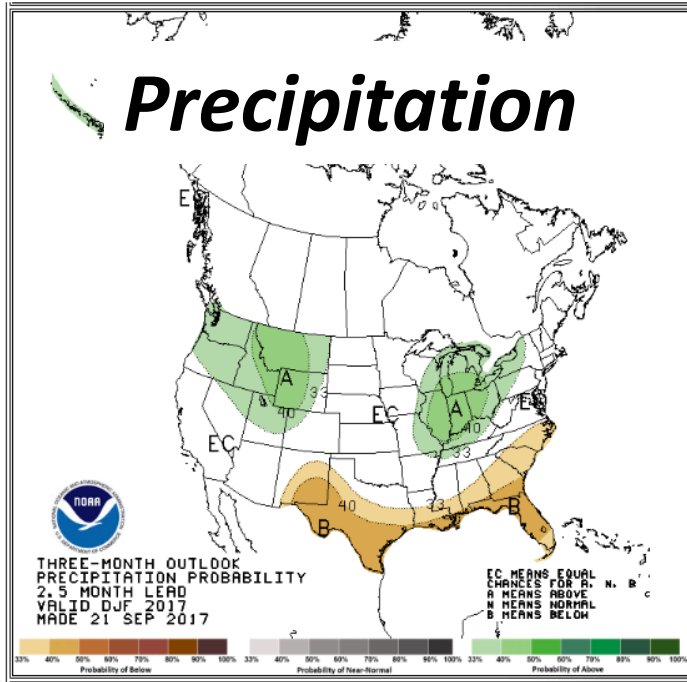 Precipitation
E
A
33
40
EC
EC
A
40
33
E
40
33
B
B
NOAA
THREE-MONTH OUTLOOK
PRECIPITATION PROBABILITY
2.5 MONTH LEAD
VALID DJF 2017
MADE 21 SEP 2017
EC MEANS EQUAL
CHANCES FOR A, N, B
A MEANS ABOVE
N MEANS NORMAL
B MEANS BELOW
33% 40% 50% 60% 70% 80% 90% 100%
Probability of Below
33% 40% 50% 60% 70% 80% 90% 100%
Probability of Near-Normal
33% 40% 50% 60% 70% 80% 90% 100%
Probability of Above